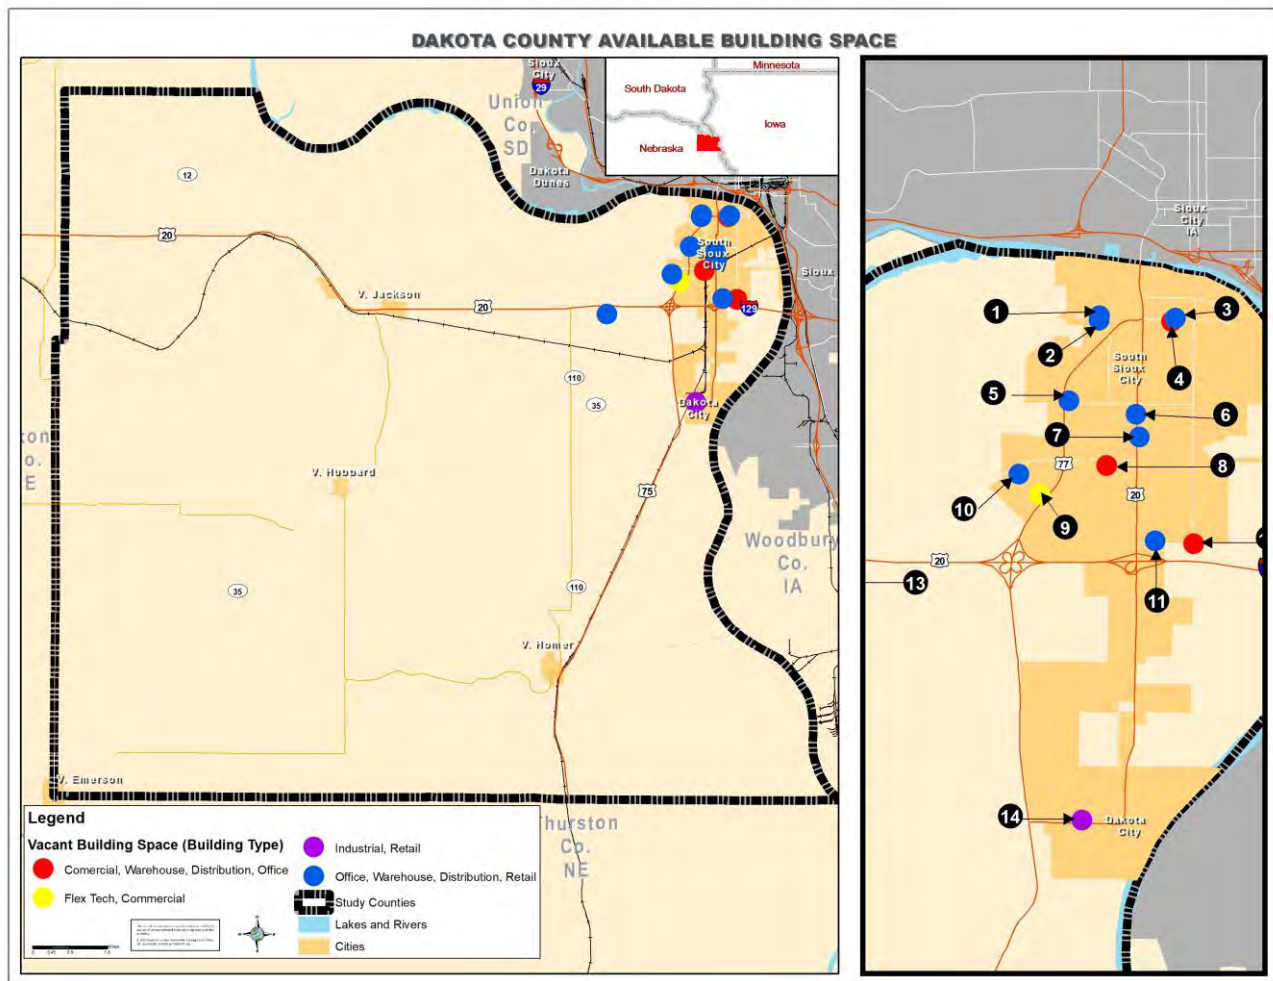 DAKOTA COUNTY AVAILABLE BUILDING SPACE
Sioux
City
29
Union
Co.
SD
Dakota
Dunes
Minnesota
South Dakota
Iowa
Nebraska
12
20
South
Sioux
City
Sioux
V. Jackson
20
129
110
35
Dakota
City
V. Hubbard
75
Woodbury
Co.
IA
35
110
V. Homer
V. Emerson
hurston
Co.
NE
Legend
Vacant Building Space (Building Type)
Comercial, Warehouse, Distribution, Office
Flex Tech, Commercial
Industrial, Retail
Office, Warehouse, Distribution, Retail
Study Counties
Lakes and Rivers
Cities
Sioux
City
IA
1
2
3
4
South
Sioux
City
5
6
7
77
8
20
10
9
20
13
11
14
Dakota
City